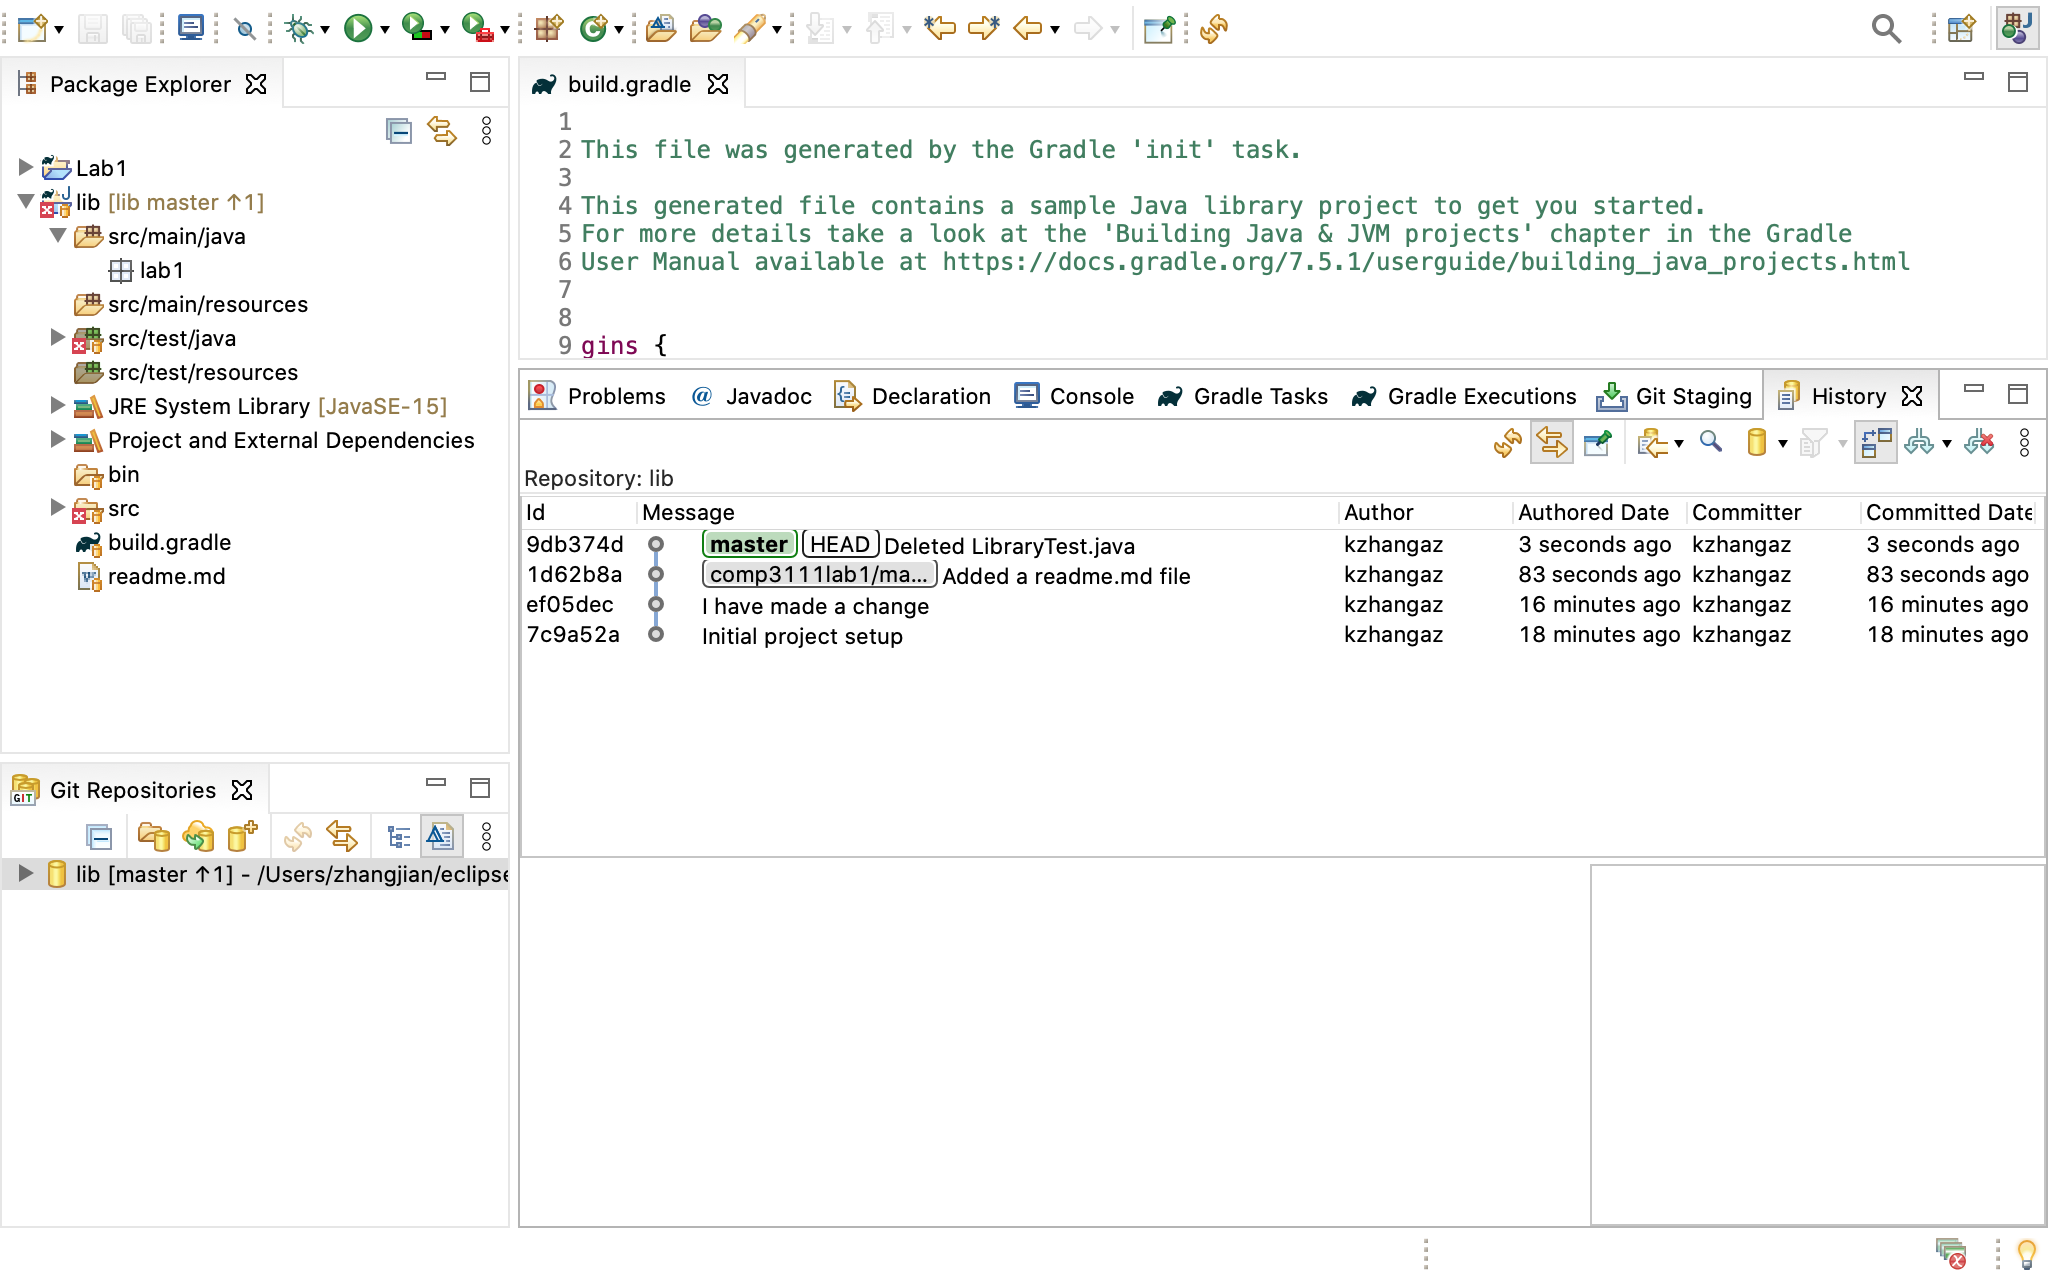 Package Explorer
Lab1
lib [lib master ↑1]
src/main/java
lab1
src/main/resources
src/test/java
src/test/resources
JRE System Library [JavaSE-15]
Project and External Dependencies
bin
src
build.gradle
readme.md
Git Repositories
GIT
lib [master ↑1] - /Users/zhangjian/eclipse
build.gradle
1
2 This file was generated by the Gradle 'init' task.
3
4 This generated file contains a sample Java library project to get you started.
5 For more details take a look at the 'Building Java & JVM projects' chapter in the Gradle
6 User Manual available at https://docs.gradle.org/7.5.1/userguide/building_java_projects.html
7
8
9 gins {
Problems @ Javadoc Declaration Console Gradle Tasks Gradle Executions Git Staging History
Repository: lib
Id Message Author Authored Date Committer Committed Date
9db374d master HEAD Deleted LibraryTest.java kzhangaz 3 seconds ago kzhangaz 3 seconds ago
1d62b8a comp3111lab1/ma... Added a readme.md file kzhangaz 83 seconds ago kzhangaz 83 seconds ago
ef05dec I have made a change kzhangaz 16 minutes ago kzhangaz 16 minutes ago
7c9a52a Initial project setup kzhangaz 18 minutes ago kzhangaz 18 minutes ago